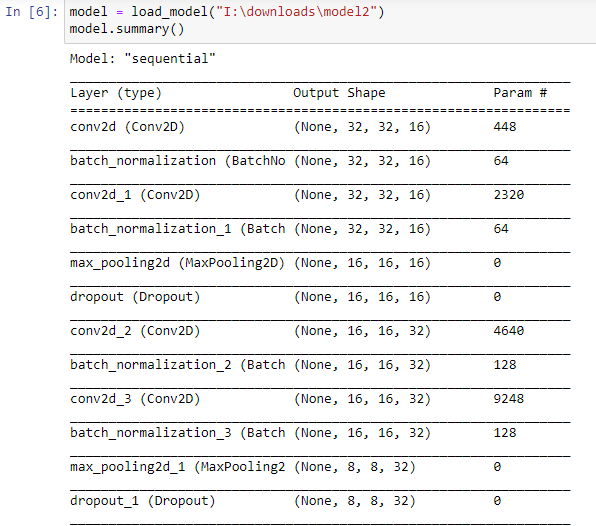 In [6]: model = load_model("I:\downloads\model2")
model.summary()
Model: "sequential"
_________________________________________________________________
Layer (type)                 Output Shape              Param #
=================================================================
conv2d (Conv2D)              (None, 32, 32, 16)        448
_________________________________________________________________
batch_normalization (BatchNo (None, 32, 32, 16)        64
_________________________________________________________________
conv2d_1 (Conv2D)            (None, 32, 32, 16)        2320
_________________________________________________________________
batch_normalization_1 (Batch (None, 32, 32, 16)        64
_________________________________________________________________
max_pooling2d (MaxPooling2D) (None, 16, 16, 16)        0
_________________________________________________________________
dropout (Dropout)            (None, 16, 16, 16)        0
_________________________________________________________________
conv2d_2 (Conv2D)            (None, 16, 16, 32)        4640
_________________________________________________________________
batch_normalization_2 (Batch (None, 16, 16, 32)        128
_________________________________________________________________
conv2d_3 (Conv2D)            (None, 16, 16, 32)        9248
_________________________________________________________________
batch_normalization_3 (Batch (None, 16, 16, 32)        128
_________________________________________________________________
max_pooling2d_1 (MaxPooling2 (None, 8, 8, 32)          0
_________________________________________________________________
dropout_1 (Dropout)          (None, 8, 8, 32)          0
_________________________________________________________________